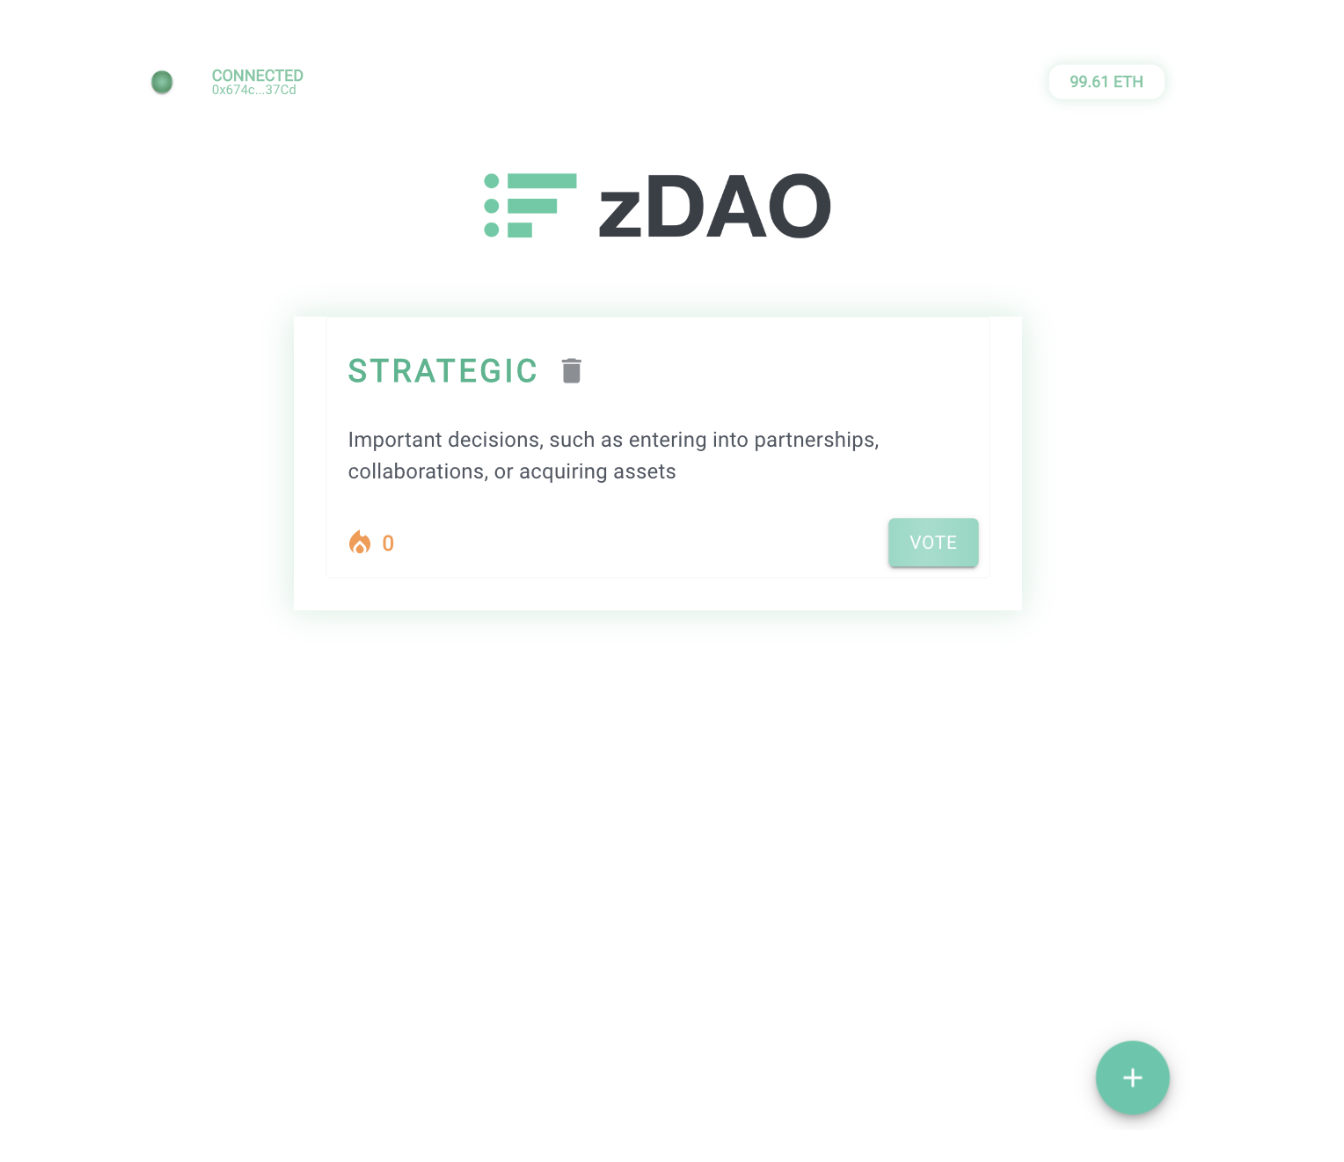 CONNECTED
0x674c...37Cd
99.61 ETH
zDAO
STRATEGIC
Important decisions, such as entering into partnerships,
collaborations, or acquiring assets
0
VOTE
+